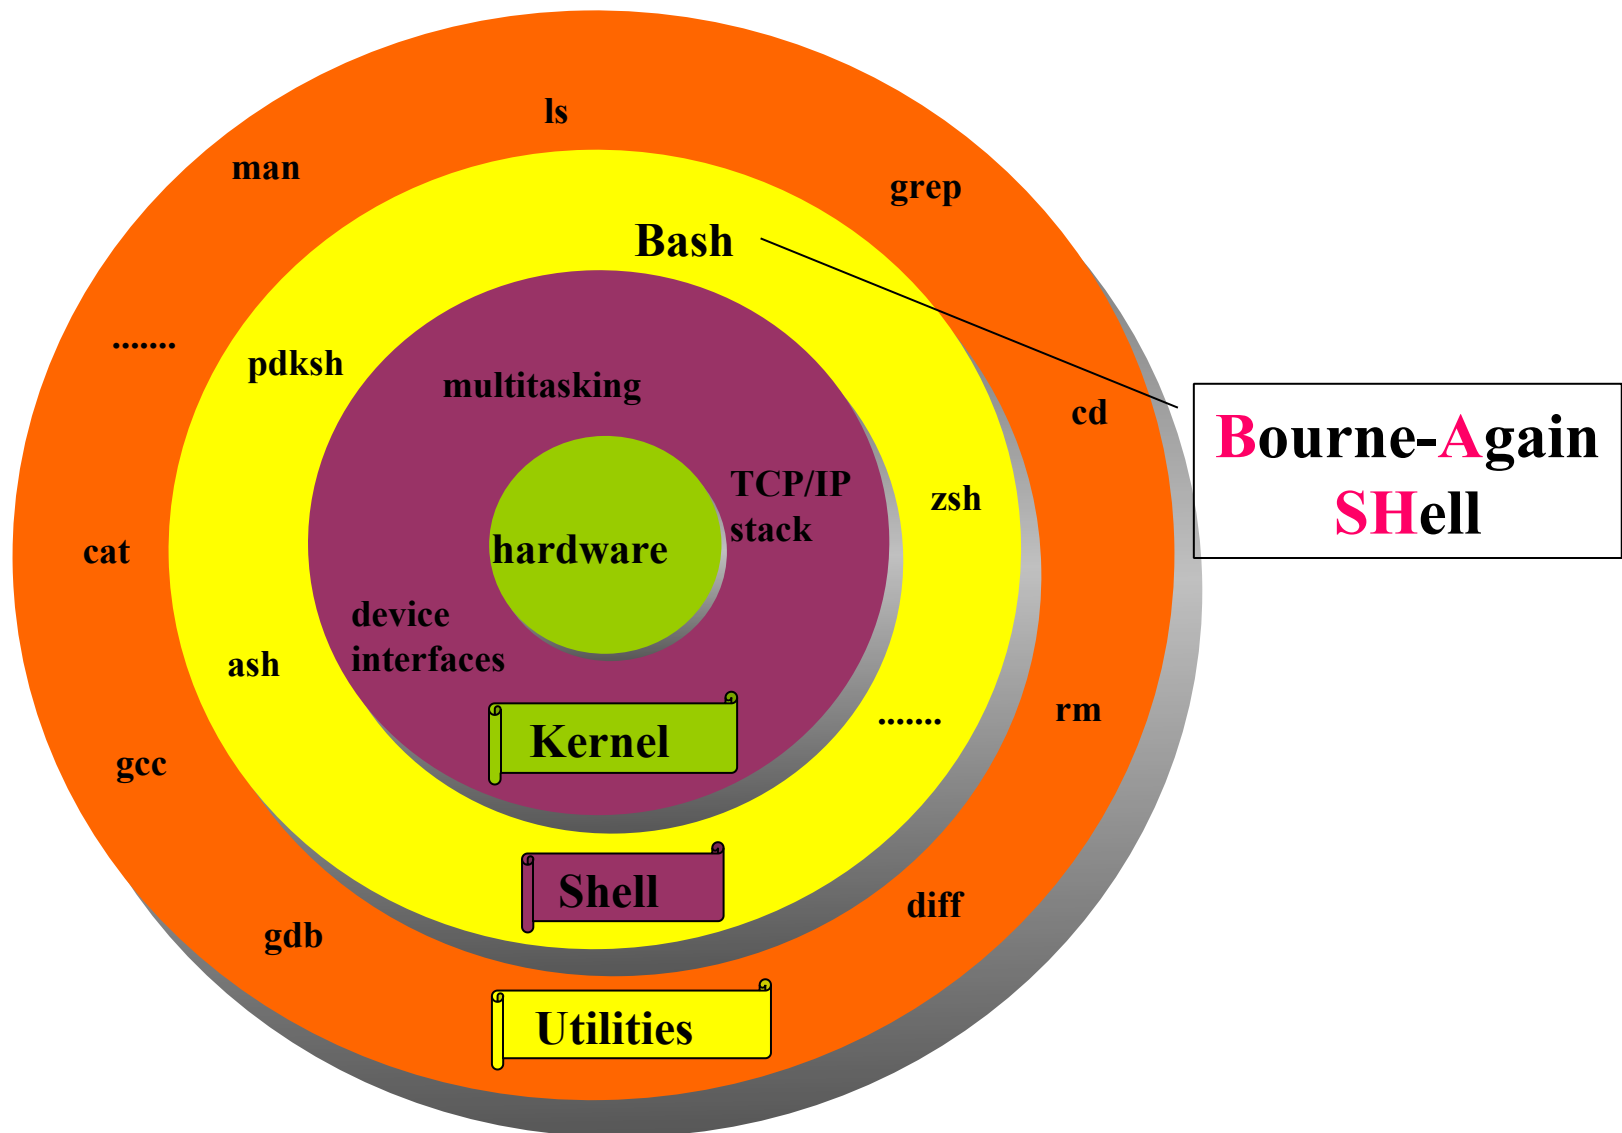 ls
man
grep
Bash
.......
pdksh
multitasking
cd
Bourne-Again
SHell
TCP/IP
stack
zsh
hardware
cat
device
interfaces
ash
.......
rm
Kernel
gcc
Shell
diff
gdb
Utilities